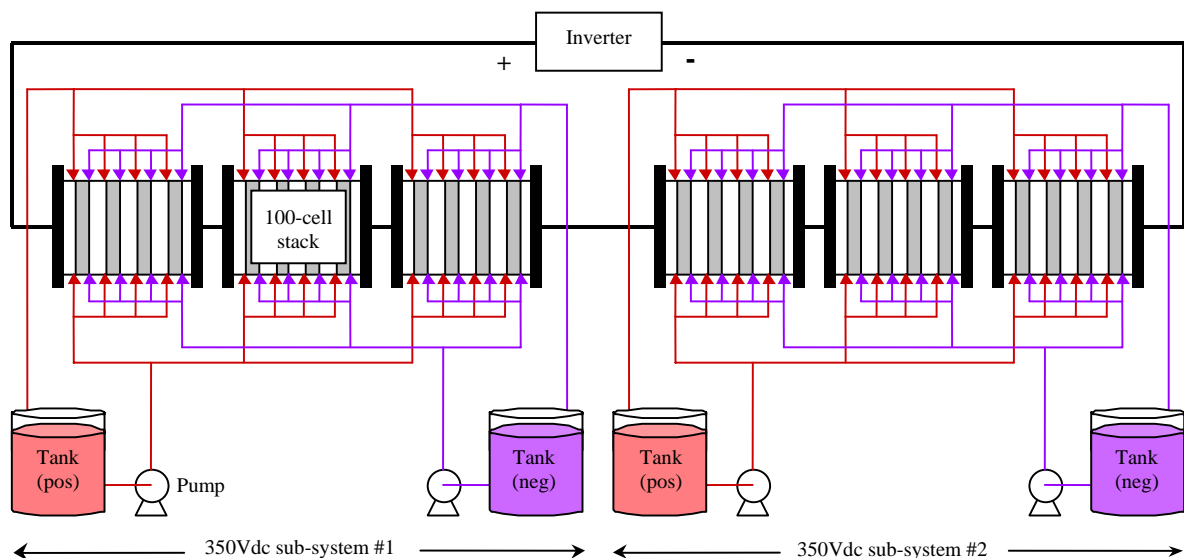 Inverter
+
-
100-cell
stack
Tank
(pos)
Pump
Tank
(neg)
Tank
(pos)
Tank
(neg)
350Vdc sub-system #1
350Vdc sub-system #2